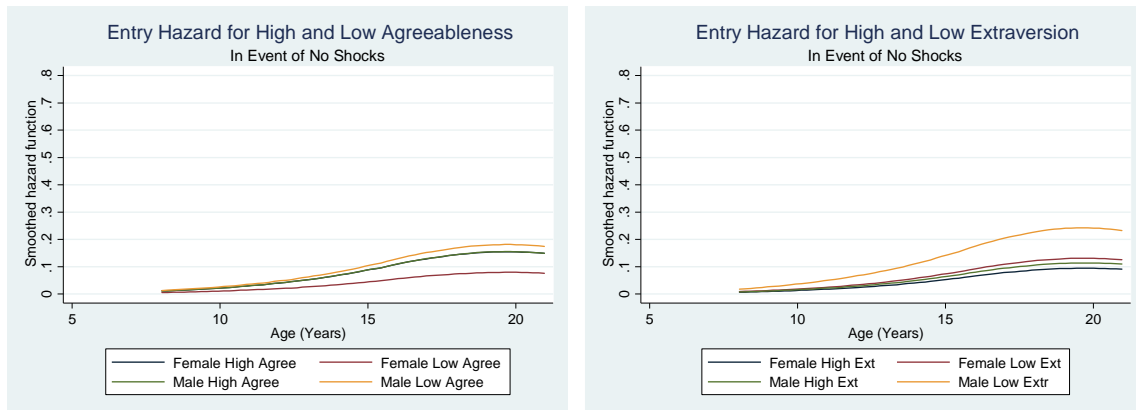 Entry Hazard for High and Low Agreeableness
In Event of No Shocks
Smoothed hazard function
.8
.7
.6
.5
.4
.3
.2
.1
0
5 10 15 20
Age (Years)
Female High Agree Female Low Agree
Male High Agree Male Low Agree
Entry Hazard for High and Low Extraversion
In Event of No Shocks
Smoothed hazard function
.8
.7
.6
.5
.4
.3
.2
.1
0
5 10 15 20
Age (Years)
Female High Ext Female Low Ext
Male High Ext Male Low Extr